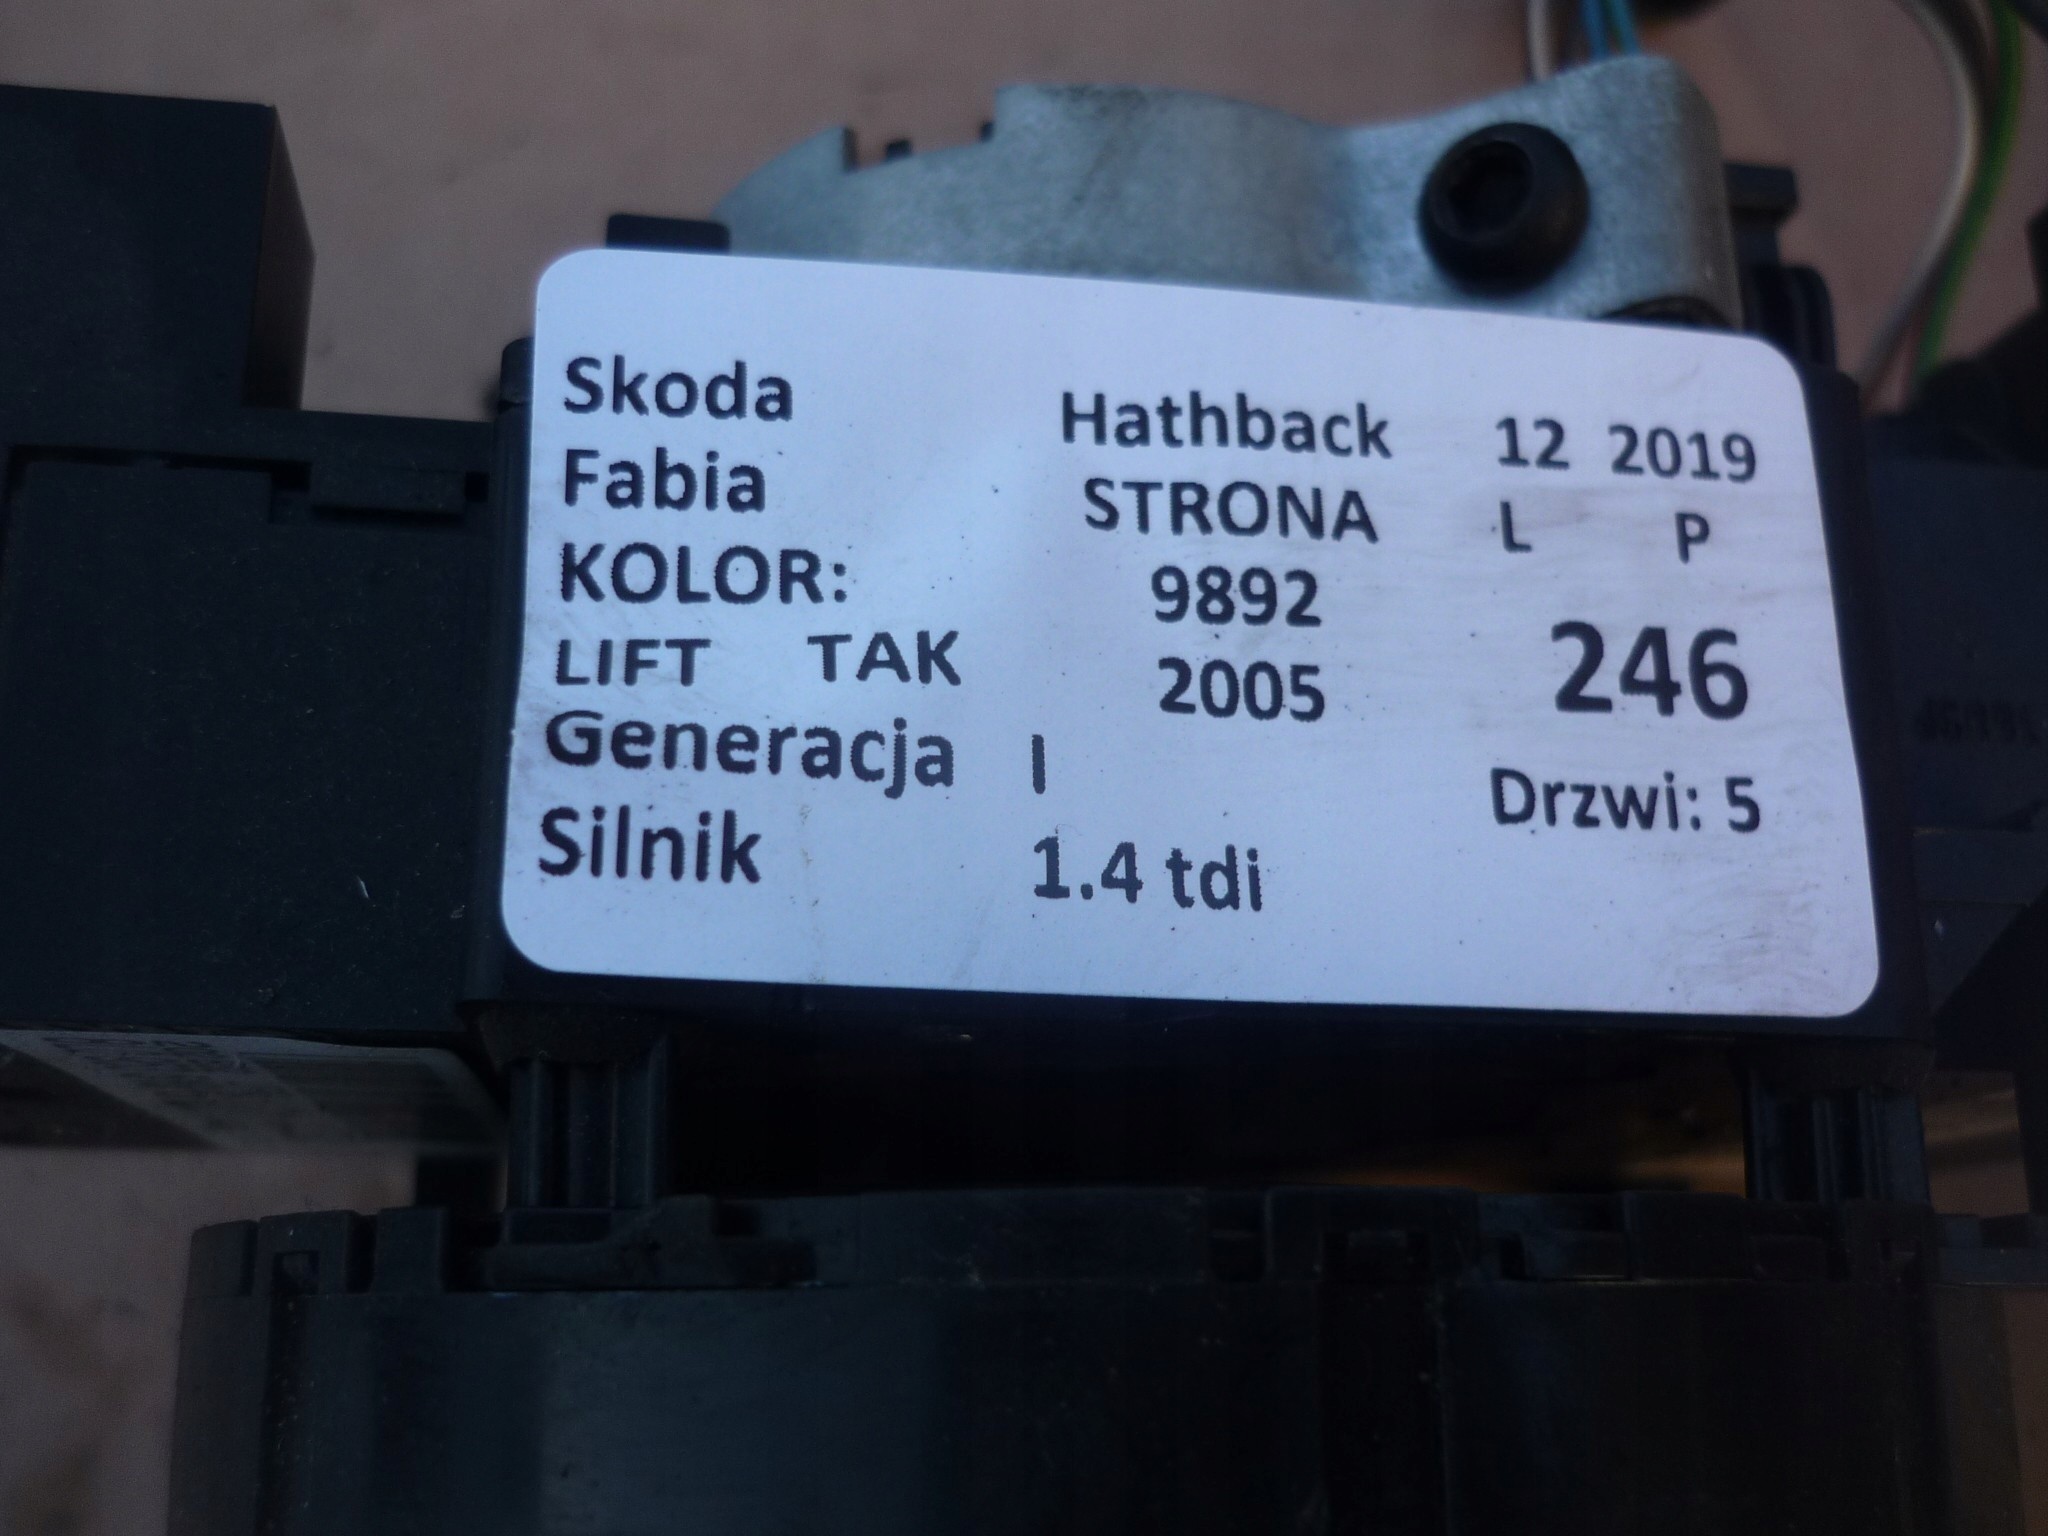 Skoda Hathback 12 2019
Fabia STRONA L P
KOLOR: 9892
LIFT TAK 2005 246
Generacja I Drzwi: 5
Silnik 1.4 tdi